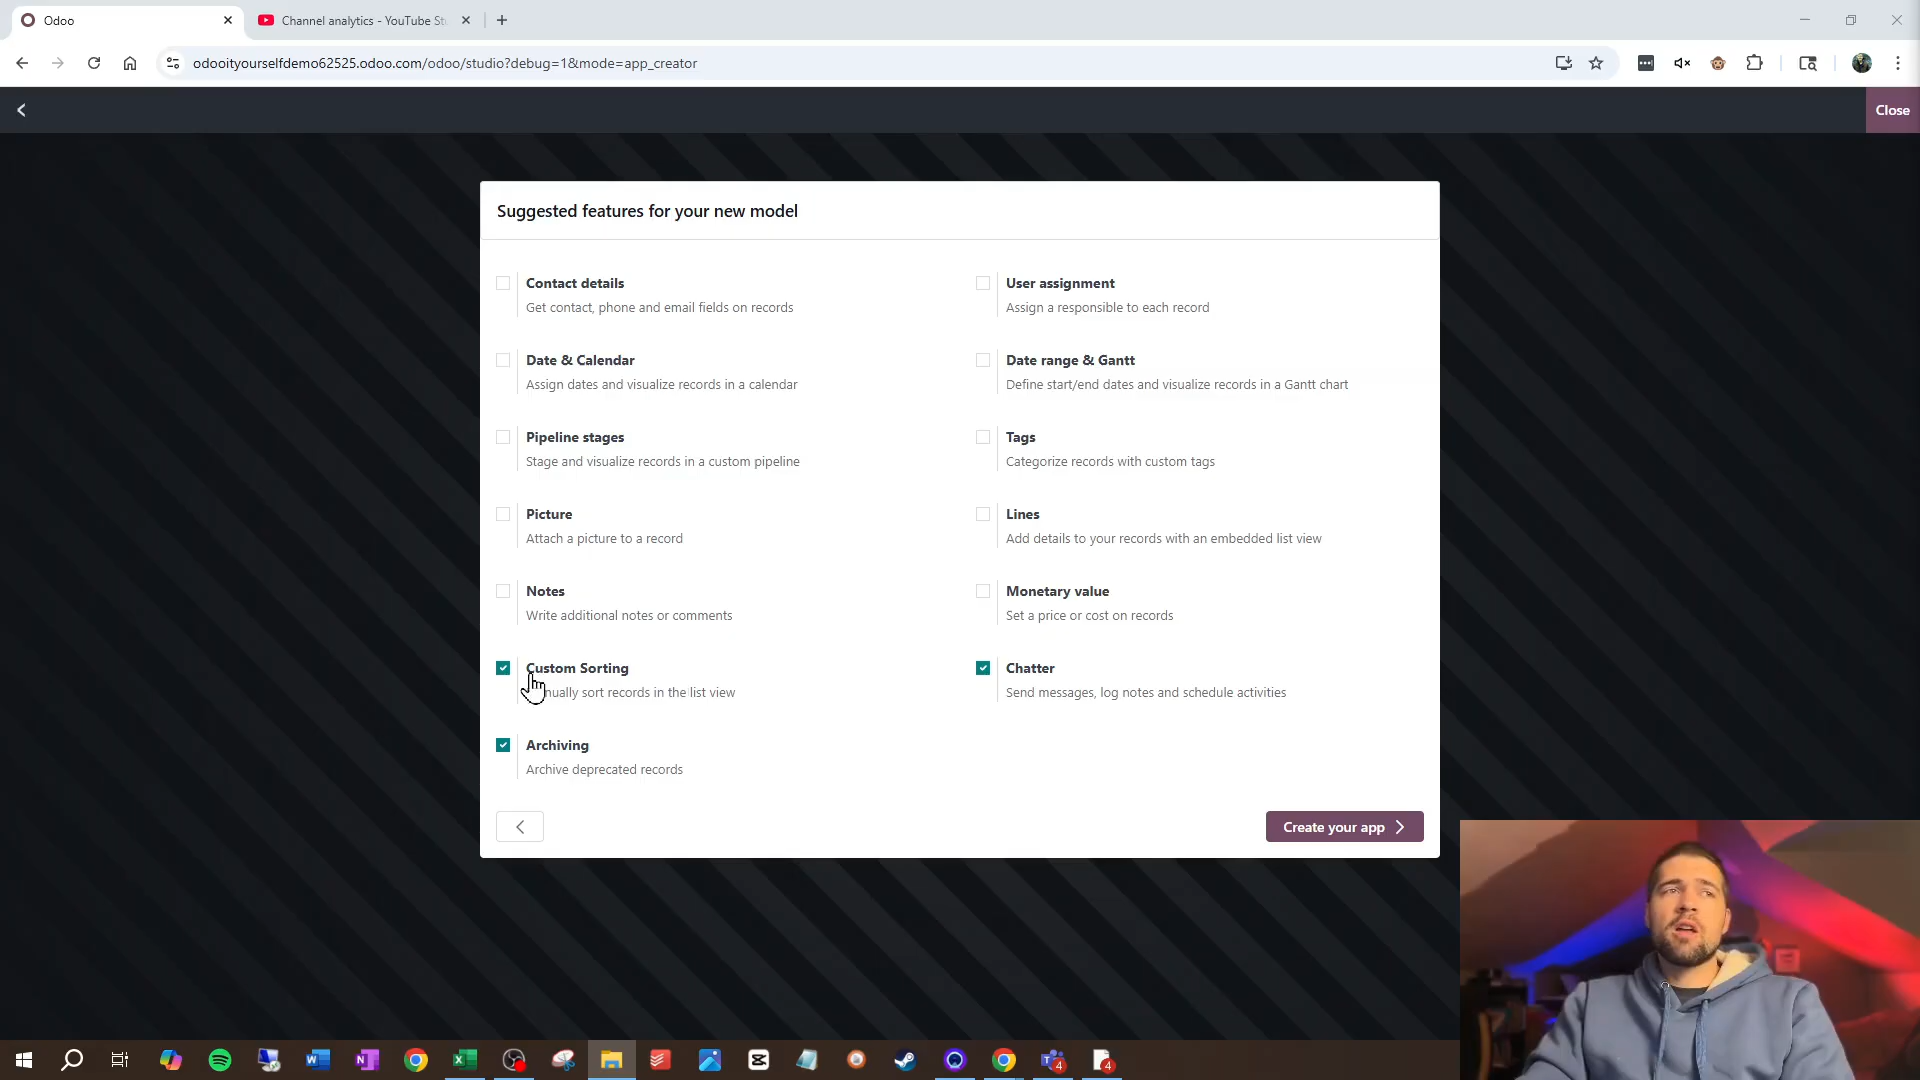 Odoo
Channel analytics - YouTube St
odooityourselfdemo62525.odoo.com/odoo/studio?debug=1&mode=app_creator
Close
Suggested features for your new model
Contact details
Get contact, phone and email fields on records
User assignment
Assign a responsible to each record
Date & Calendar
Assign dates and visualize records in a calendar
Date range & Gantt
Define start/end dates and visualize records in a Gantt chart
Pipeline stages
Stage and visualize records in a custom pipeline
Tags
Categorize records with custom tags
Picture
Attach a picture to a record
Lines
Add details to your records with an embedded list view
Notes
Write additional notes or comments
Monetary value
Set a price or cost on records
Custom Sorting
nually sort records in the list view
Chatter
Send messages, log notes and schedule activities
Archiving
Archive deprecated records
Create your app
4
4